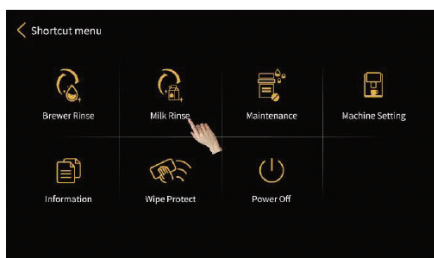 Shortcut menu
Brewer Rinse
Milk Rinse
Maintenance
Machine Setting
Information
Wipe Protect
Power Off